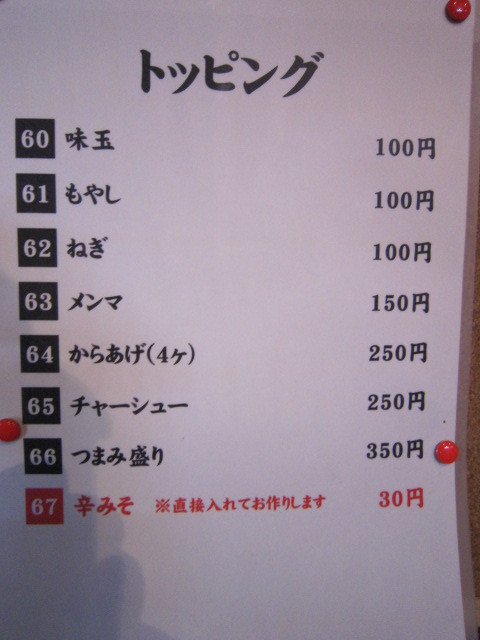 トッピング
60 味玉 100円
61 もやし 100円
62 ねぎ 100円
63 メンマ 150円
64 からあげ(4ヶ) 250円
65 チャーシュー 250円
66 つまみ盛り 350円
67 辛みそ ※直接入れてお作りします 30円